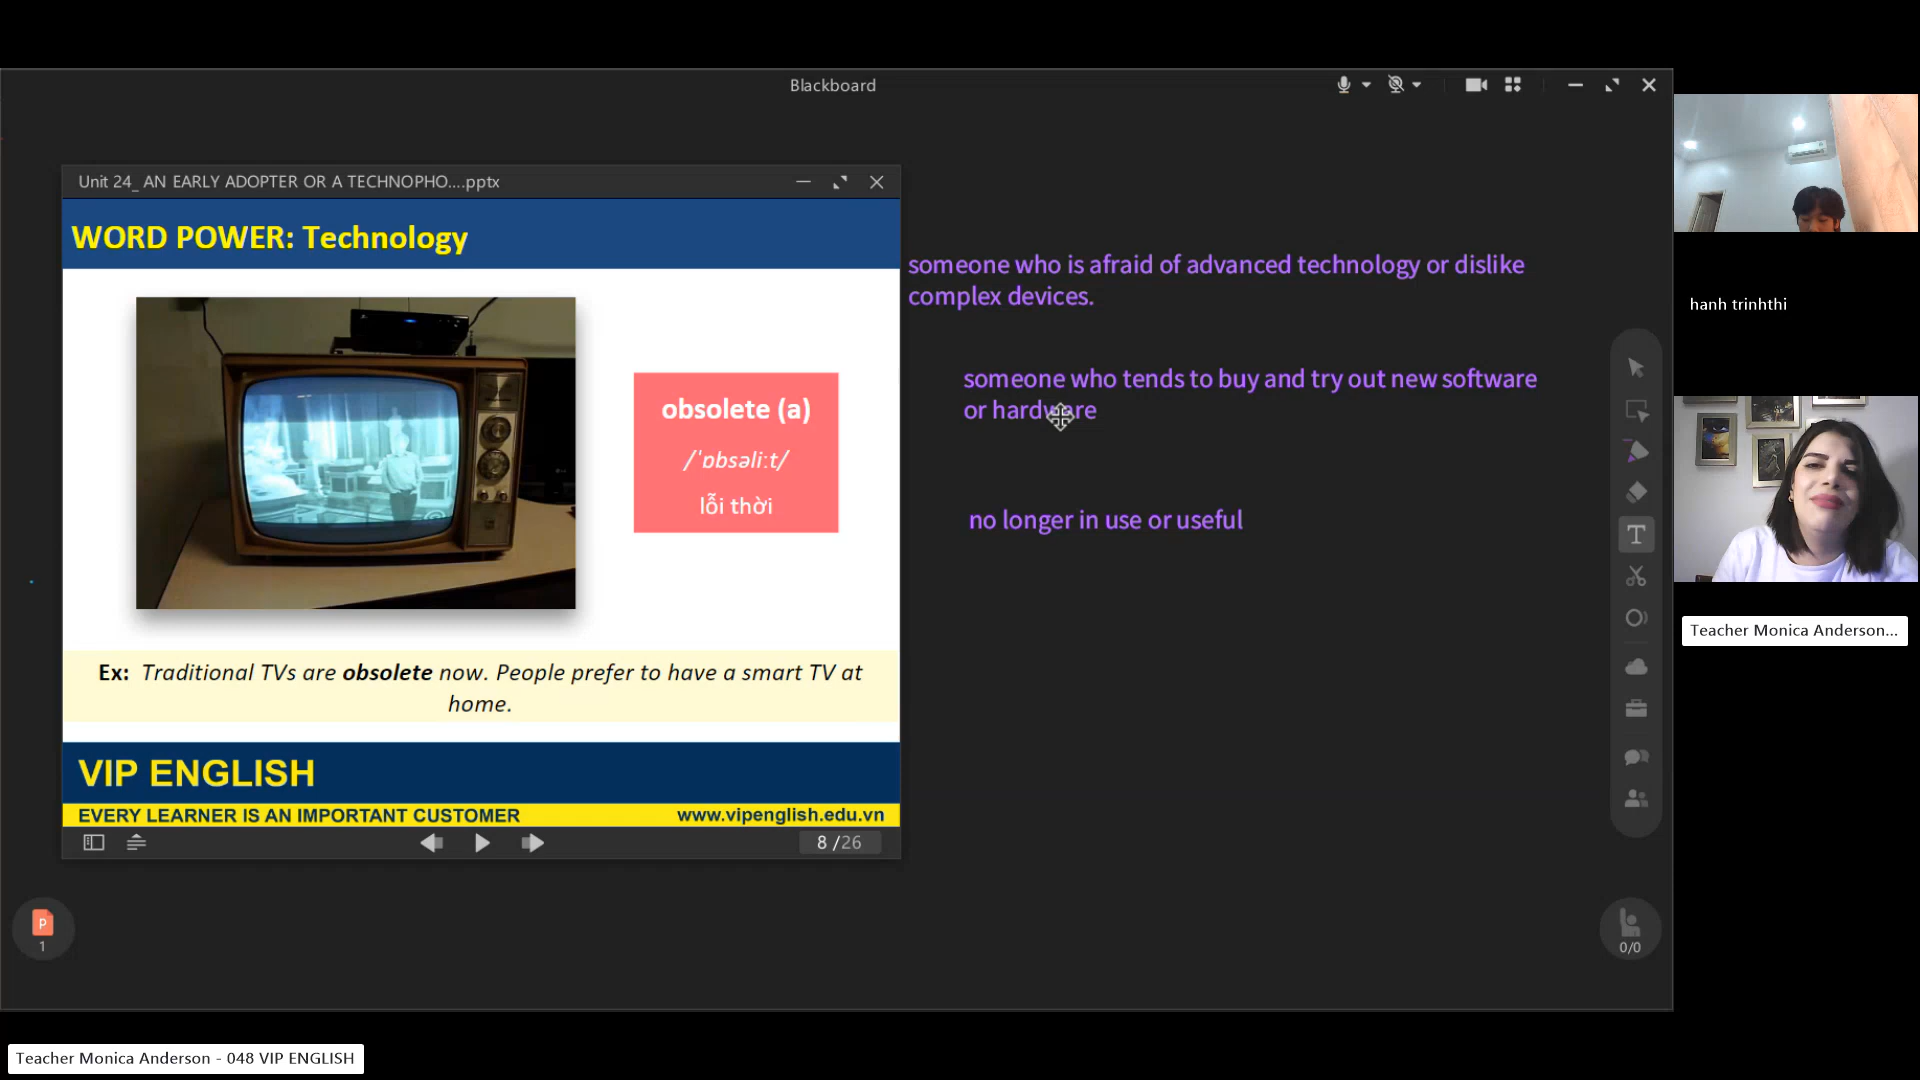 Blackboard
Unit 24_ AN EARLY ADOPTER OR A TECHNOPHO....pptx
WORD POWER: Technology
obsolete (a)
/ˈɒbsəliːt/
lỗi thời
Ex: Traditional TVs are obsolete now. People prefer to have a smart TV at
home.
VIP ENGLISH
EVERY LEARNER IS AN IMPORTANT CUSTOMER
www.vipenglish.edu.vn
8 /26
someone who is afraid of advanced technology or dislike
complex devices.
someone who tends to buy and try out new software
or hardware
no longer in use or useful
T
P
1
0/0
hanh trinhthi
Teacher Monica Anderson...
Teacher Monica Anderson - 048 VIP ENGLISH